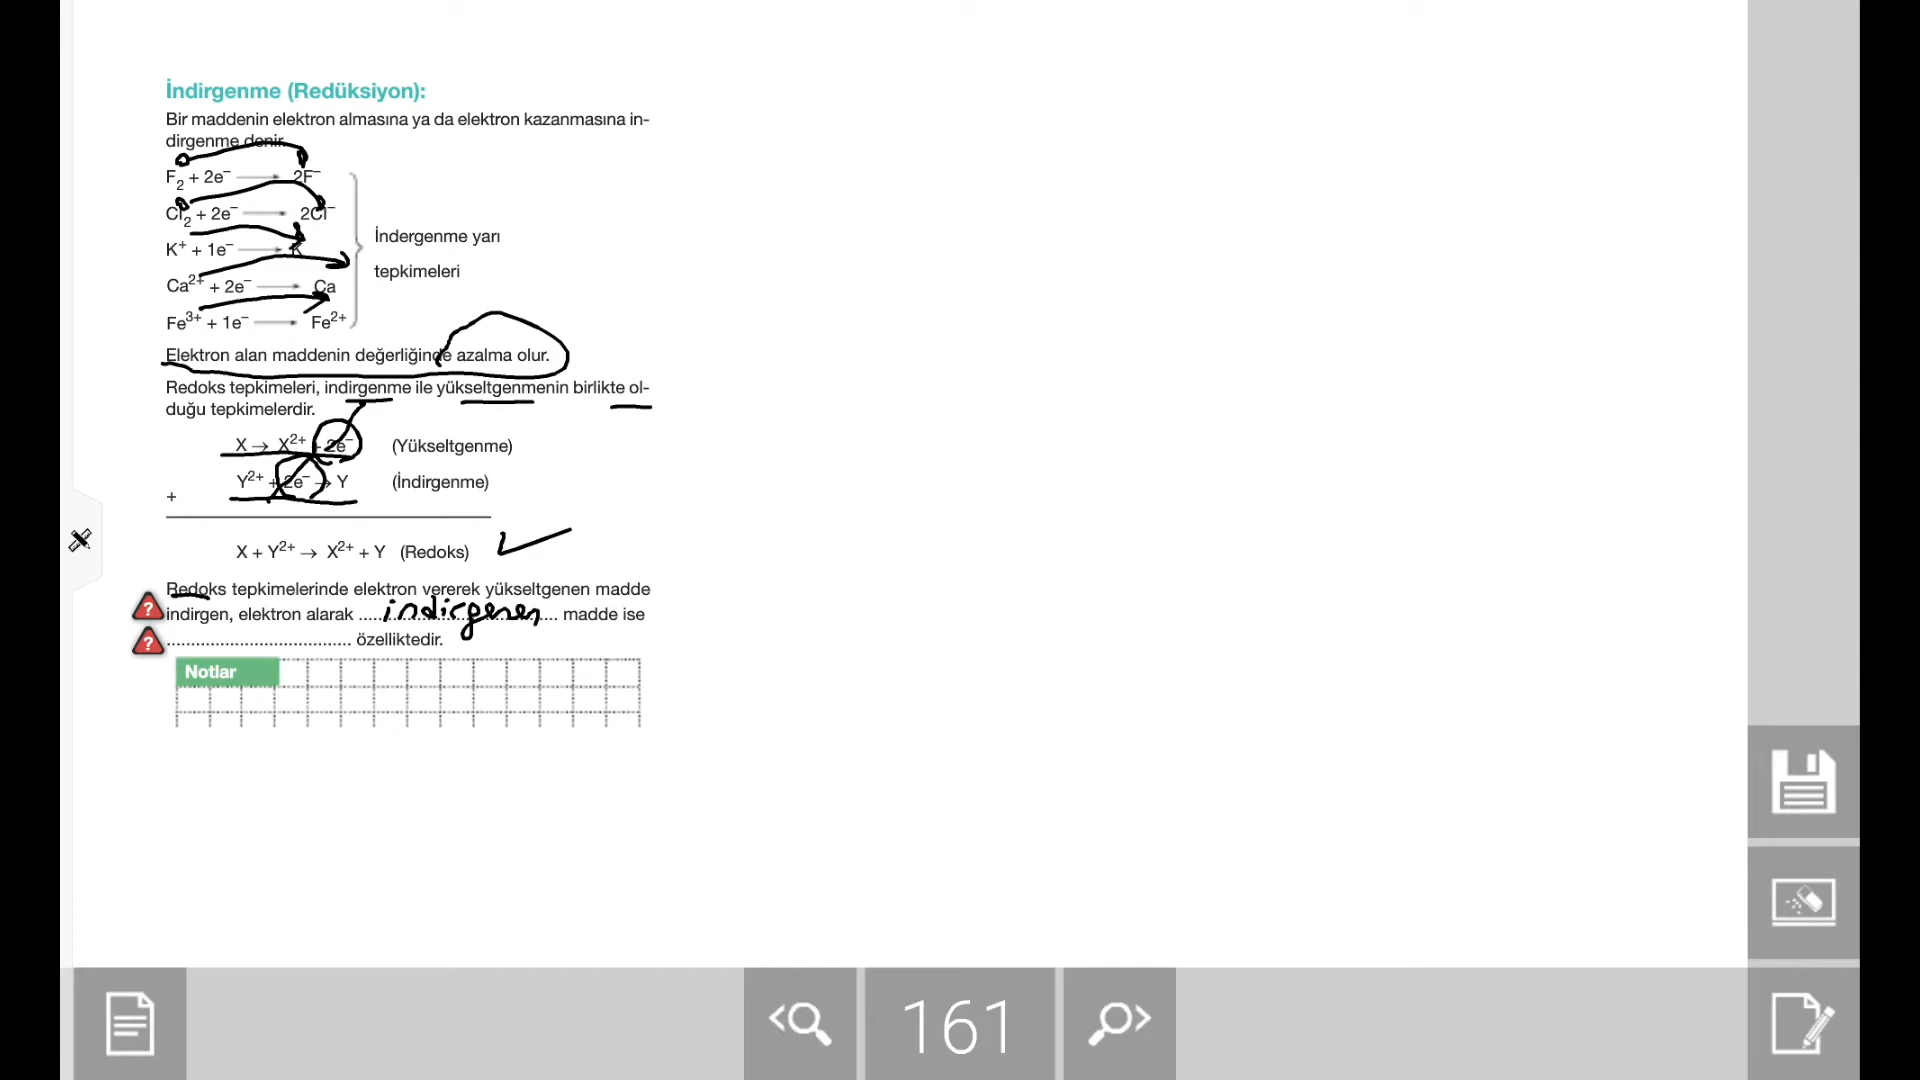 İndirgenme (Redüksiyon):
Bir maddenin elektron almasına ya da elektron kazanmasına in-
dirgenme denir.
F₂ + 2e⁻ ⟶ 2F⁻
Cl₂ + 2e⁻ ⟶ 2Cl⁻
K⁺ + 1e⁻ ⟶ K
Ca²⁺ + 2e⁻ ⟶ Ca
Fe³⁺ + 1e⁻ ⟶ Fe²⁺
İndergenme yarı
tepkimeleri
Elektron alan maddenin değerliğinde azalma olur.
Redoks tepkimeleri, indirgenme ile yükseltgenmenin birlikte ol-
duğu tepkimelerdir.
X → X²⁺ + 2e⁻ (Yükseltgenme)
Y²⁺ + 2e⁻ → Y (İndirgenme)
+
X + Y²⁺ → X²⁺ + Y (Redoks)
Redoks tepkimelerinde elektron vererek yükseltgenen madde
? indirgen, elektron alarak ..... indirgenen .... madde ise
? ..................................... özelliktedir.
Notlar
161